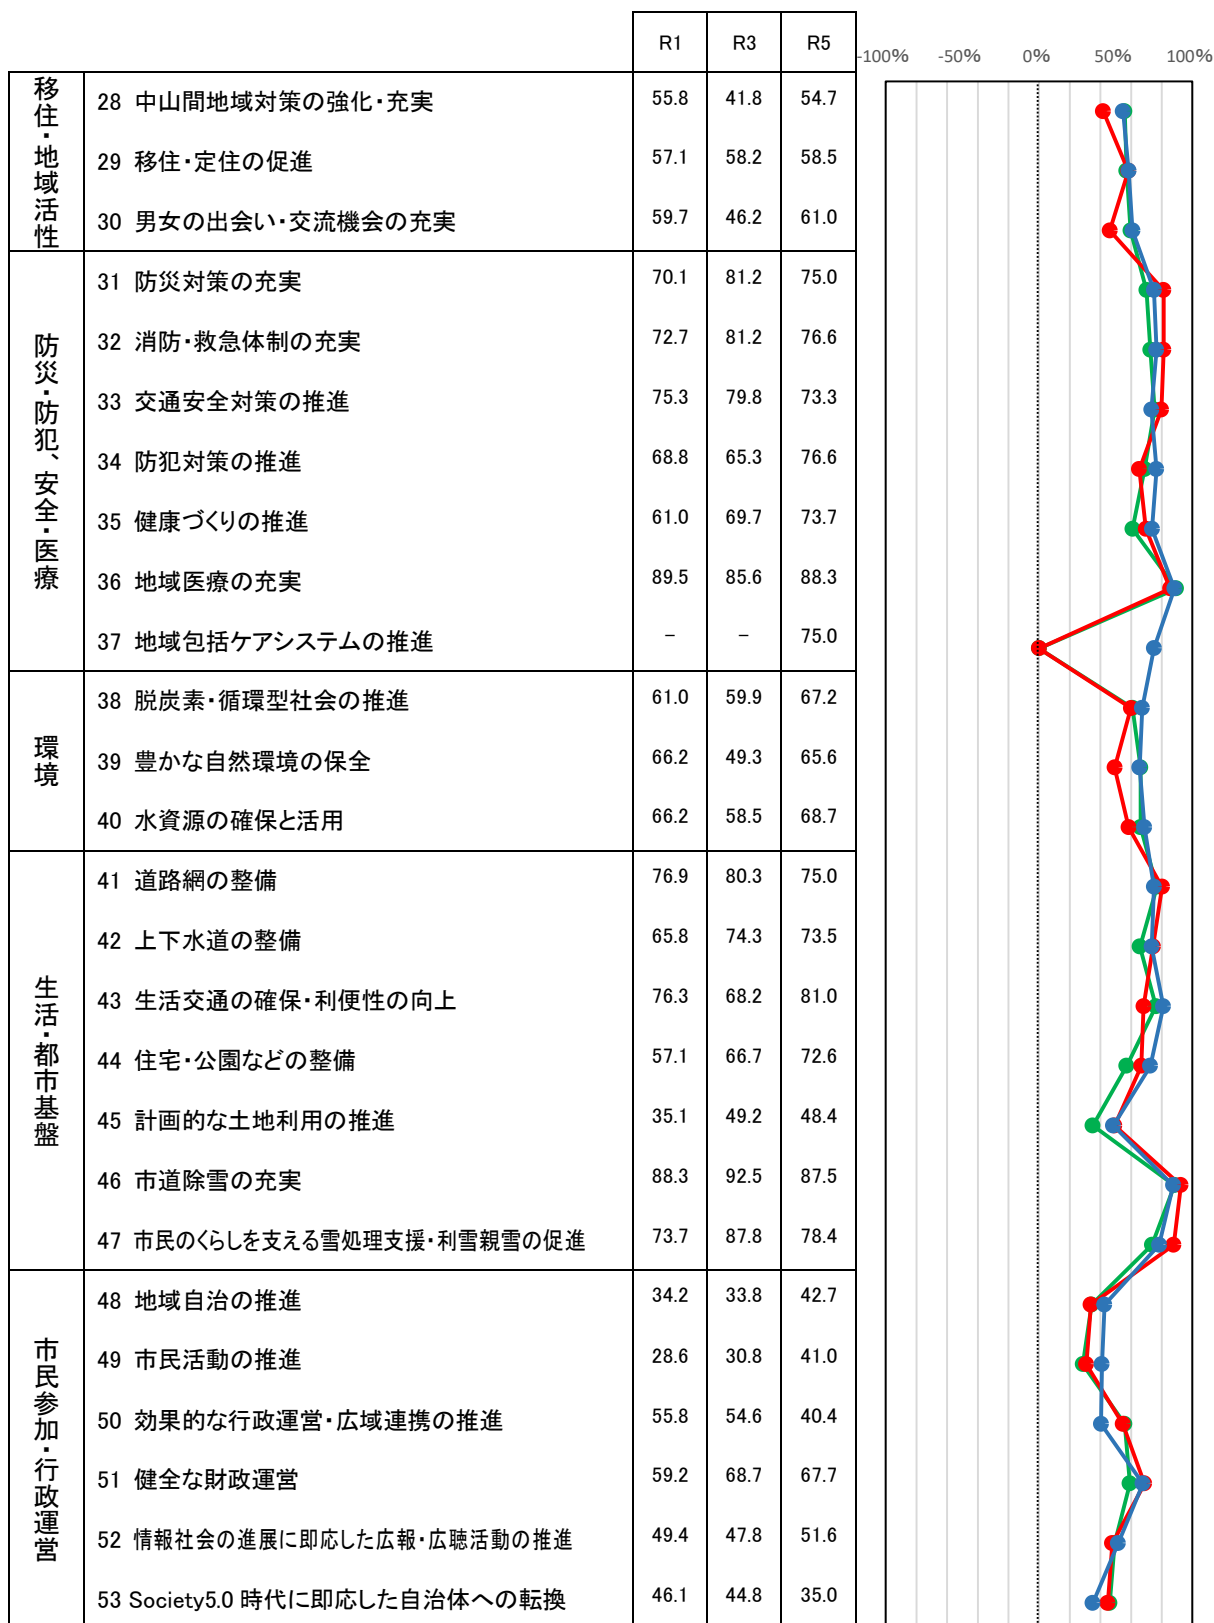 R1 R3 R5 -100% -50% 0% 50% 100%
移住・地域活性
28 中山間地域対策の強化・充実 55.8 41.8 54.7
29 移住・定住の促進 57.1 58.2 58.5
30 男女の出会い・交流機会の充実 59.7 46.2 61.0
防災・防犯、安全・医療
31 防災対策の充実 70.1 81.2 75.0
32 消防・救急体制の充実 72.7 81.2 76.6
33 交通安全対策の推進 75.3 79.8 73.3
34 防犯対策の推進 68.8 65.3 76.6
35 健康づくりの推進 61.0 69.7 73.7
36 地域医療の充実 89.5 85.6 88.3
37 地域包括ケアシステムの推進 － － 75.0
環境
38 脱炭素・循環型社会の推進 61.0 59.9 67.2
39 豊かな自然環境の保全 66.2 49.3 65.6
40 水資源の確保と活用 66.2 58.5 68.7
生活・都市基盤
41 道路網の整備 76.9 80.3 75.0
42 上下水道の整備 65.8 74.3 73.5
43 生活交通の確保・利便性の向上 76.3 68.2 81.0
44 住宅・公園などの整備 57.1 66.7 72.6
45 計画的な土地利用の推進 35.1 49.2 48.4
46 市道除雪の充実 88.3 92.5 87.5
47 市民のくらしを支える雪処理支援・利雪親雪の促進 73.7 87.8 78.4
市民参加・行政運営
48 地域自治の推進 34.2 33.8 42.7
49 市民活動の推進 28.6 30.8 41.0
50 効果的な行政運営・広域連携の推進 55.8 54.6 40.4
51 健全な財政運営 59.2 68.7 67.7
52 情報社会の進展に即応した広報・広聴活動の推進 49.4 47.8 51.6
53 Society5.0 時代に即応した自治体への転換 46.1 44.8 35.0